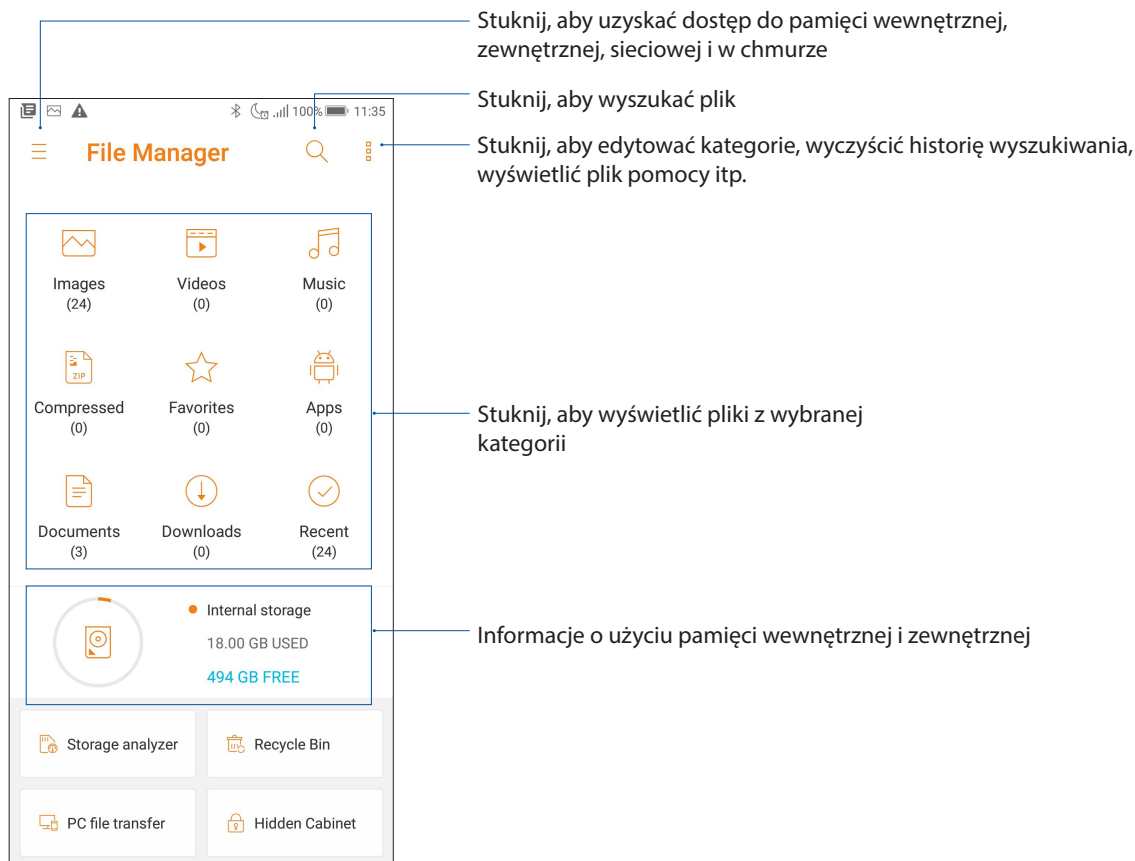 Stuknij, aby uzyskać dostęp do pamięci wewnętrznej,
zewnętrznej, sieciowej i w chmurze
Stuknij, aby wyszukać plik
100% 11:35
File Manager
Stuknij, aby edytować kategorie, wyczyścić historię wyszukiwania,
wyświetlić plik pomocy itp.
Images Videos Music
(24) (0) (0)
ZIP
Compressed Favorites Apps
(0) (0) (0)
Stuknij, aby wyświetlić pliki z wybranej
kategorii
Documents Downloads Recent
(3) (0) (24)
Internal storage
18.00 GB USED
494 GB FREE
Informacje o użyciu pamięci wewnętrznej i zewnętrznej
Storage analyzer Recycle Bin
PC file transfer Hidden Cabinet